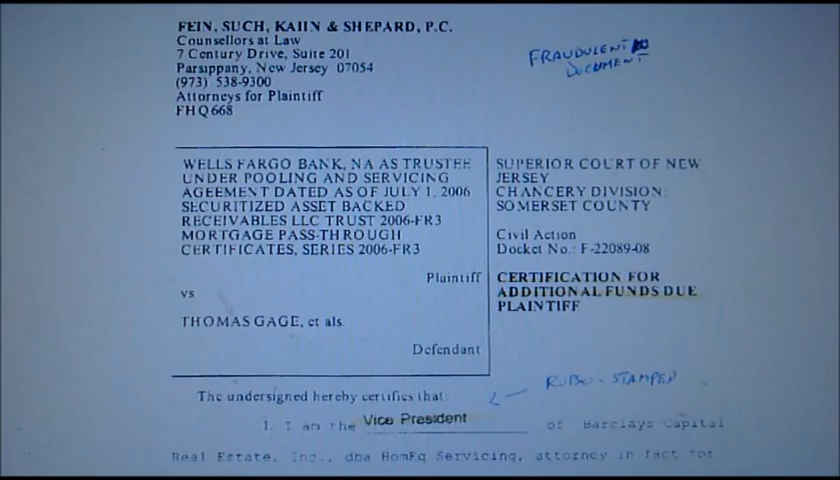 FEIN, SUCH, KAHN & SHEPARD, P.C.
Counsellors at Law
7 Century Drive, Suite 201
Parsippany, New Jersey 07054
(973) 538-9300
Attorneys for Plaintiff
FHQ668
FRAUDULENT
DOCUMENT
WELLS FARGO BANK, NA AS TRUSTEE
UNDER POOLING AND SERVICING
AGEEMENT DATED AS OF JULY 1, 2006
SECURITIZED ASSET BACKED
RECEIVABLES LLC TRUST 2006-FR3
MORTGAGE PASS-THROUGH
CERTIFICATES, SERIES 2006-FR3
Plaintiff
vs
THOMAS GAGE, et als.
Defendant
SUPERIOR COURT OF NEW
JERSEY
CHANCERY DIVISION:
SOMERSET COUNTY
Civil Action
Docket No.: F-22089-08
CERTIFICATION FOR
ADDITIONAL FUNDS DUE
PLAINTIFF
ROBO-STAMPED
The undersigned hereby certifies that:
1. I am the Vice President of Barclays Capital
Real Estate, Inc., dba HomEq Servicing, attorney in fact for